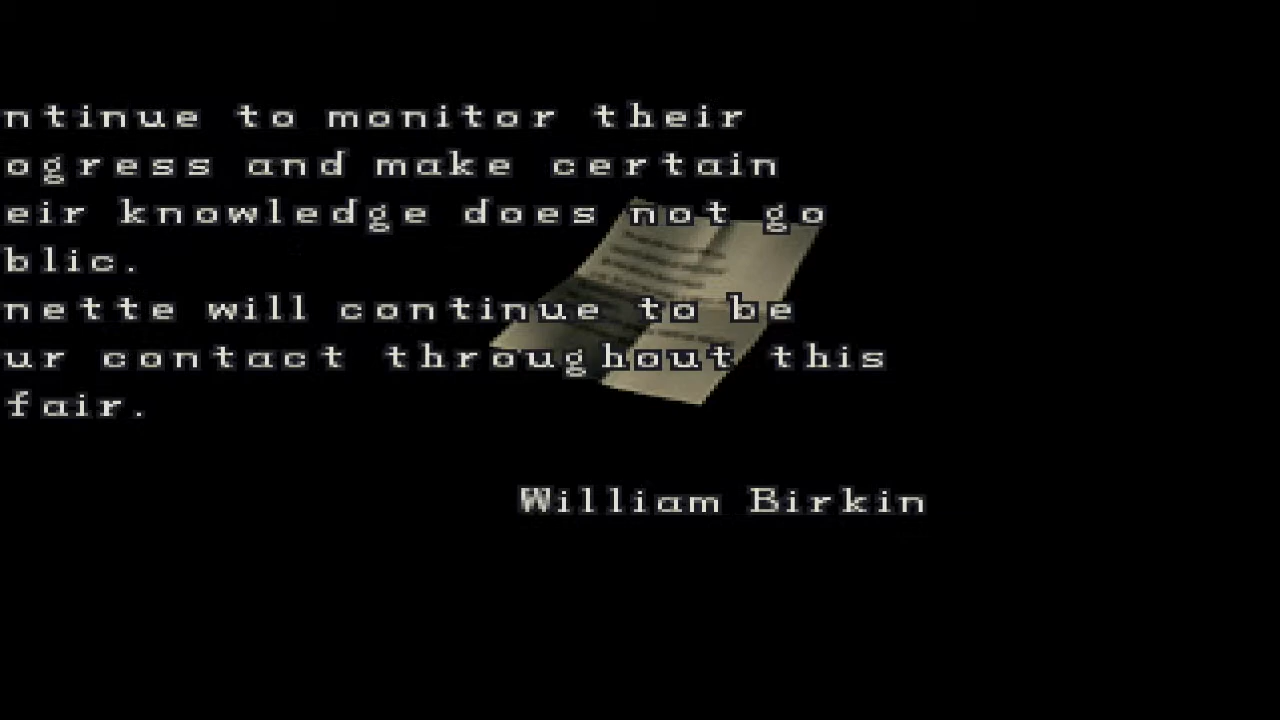 ntinue to monitor their
ogress and make certain
eir knowledge does not go
blic.
nette will continue to be
ur contact throughout this
fair.
William Birkin